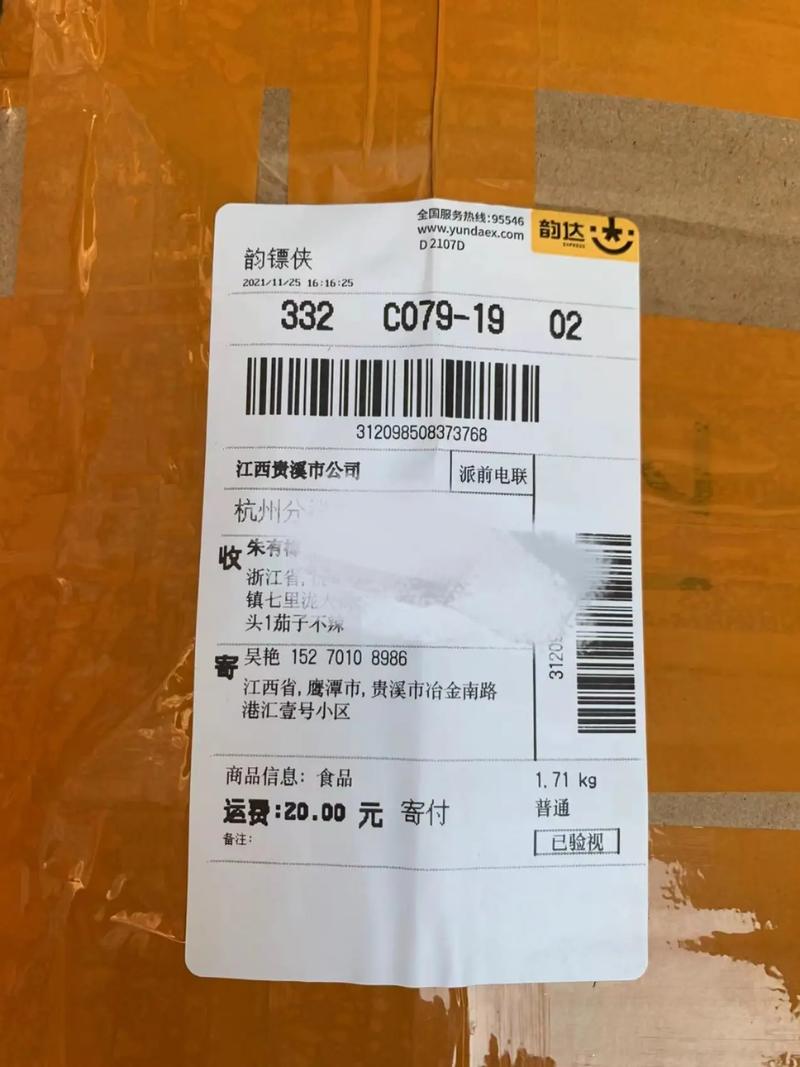 全国服务热线:95546
www.yundaex.com
D2107D
韵达
EXPRESS
韵镖侠
2021/11/25 16:16:25
332 C079-19 02
312098508373768
江西贵溪市公司
派前电联
杭州分
收 朱有
浙江省,
镇七里泷
头1茄子不辣
31209
寄 吴艳 152 7010 8986
江西省,鹰潭市,贵溪市冶金南路
港汇壹号小区
商品信息: 食品
1.71 kg
运费:20.00 元 寄付
普通
备注:
已验视